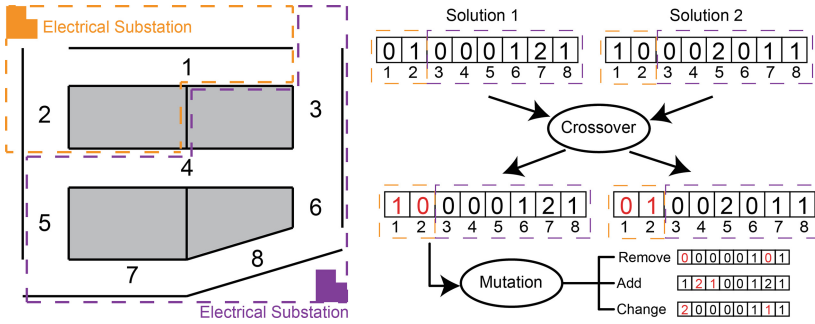 Electrical Substation
1
2
3
4
5
6
7
8
Electrical Substation
Solution 1
0 1 0 0 0 1 2 1
1 2 3 4 5 6 7 8
Solution 2
1 0 0 0 2 0 1 1
1 2 3 4 5 6 7 8
Crossover
1 0 0 0 0 1 2 1
1 2 3 4 5 6 7 8
0 1 0 0 2 0 1 1
1 2 3 4 5 6 7 8
Mutation
Remove 0 0 0 0 0 1 0 1
Add 1 2 1 0 0 1 2 1
Change 2 0 0 0 0 1 1 1